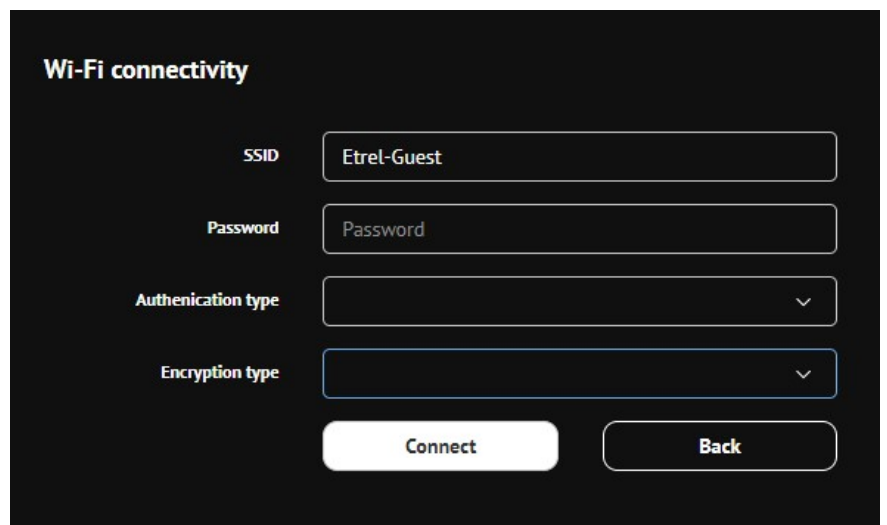 Wi-Fi connectivity
SSID Etrel-Guest
Password Password
Authenication type
Encryption type
Connect Back